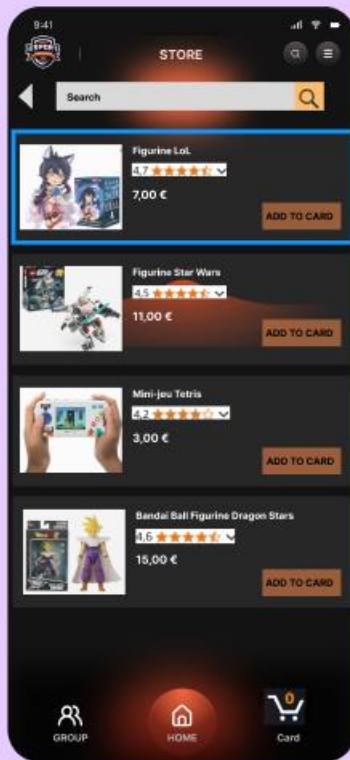 9:41
ESPORT
STORE
Search
Figurine LoL
4,7
7,00 €
ADD TO CARD
Figurine Star Wars
4,5
11,00 €
ADD TO CARD
Mini-jeu Tetris
4,2
3,00 €
ADD TO CARD
Bandai Ball Figurine Dragon Stars
4,6
15,00 €
ADD TO CARD
0
GROUP
HOME
Card